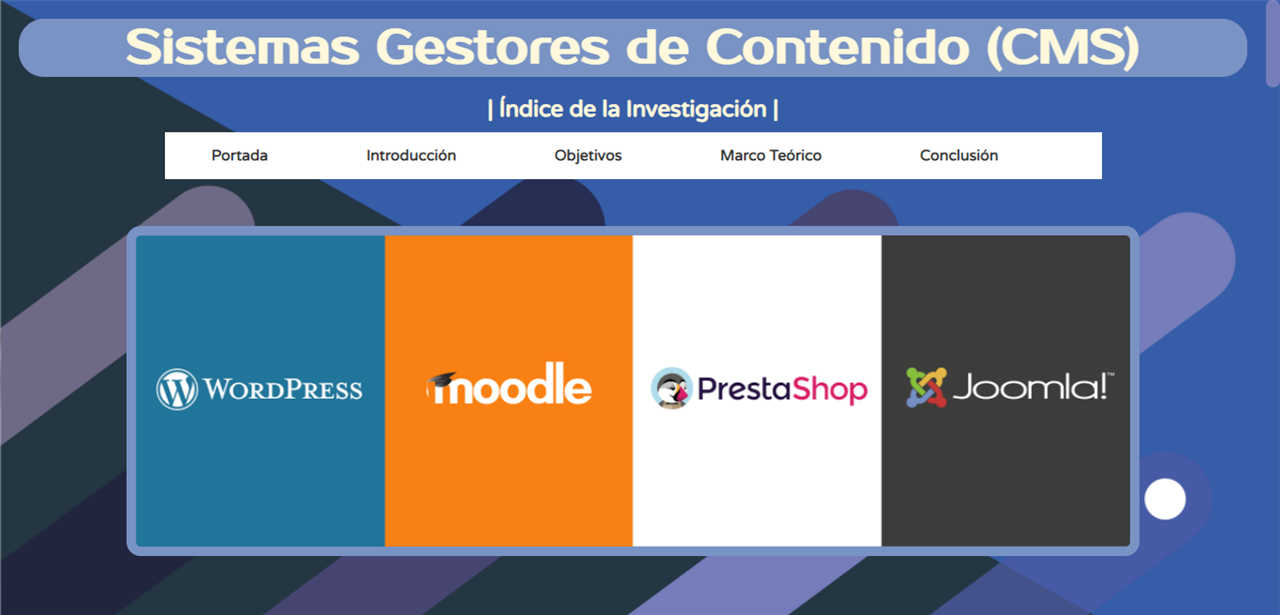 Sistemas Gestores de Contenido (CMS)
| Índice de la Investigación |
Portada Introducción Objetivos Marco Teórico Conclusión
WORDPRESS moodle PrestaShop Joomla!™